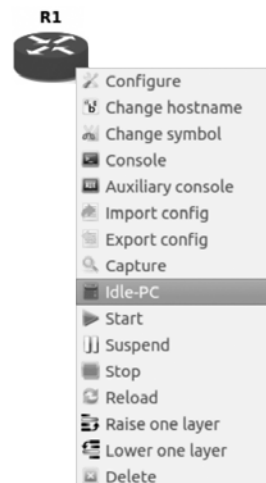 R1
Configure
Change hostname
Change symbol
Console
Auxiliary console
Import config
Export config
Capture
Idle-PC
Start
Suspend
Stop
Reload
Raise one layer
Lower one layer
Delete